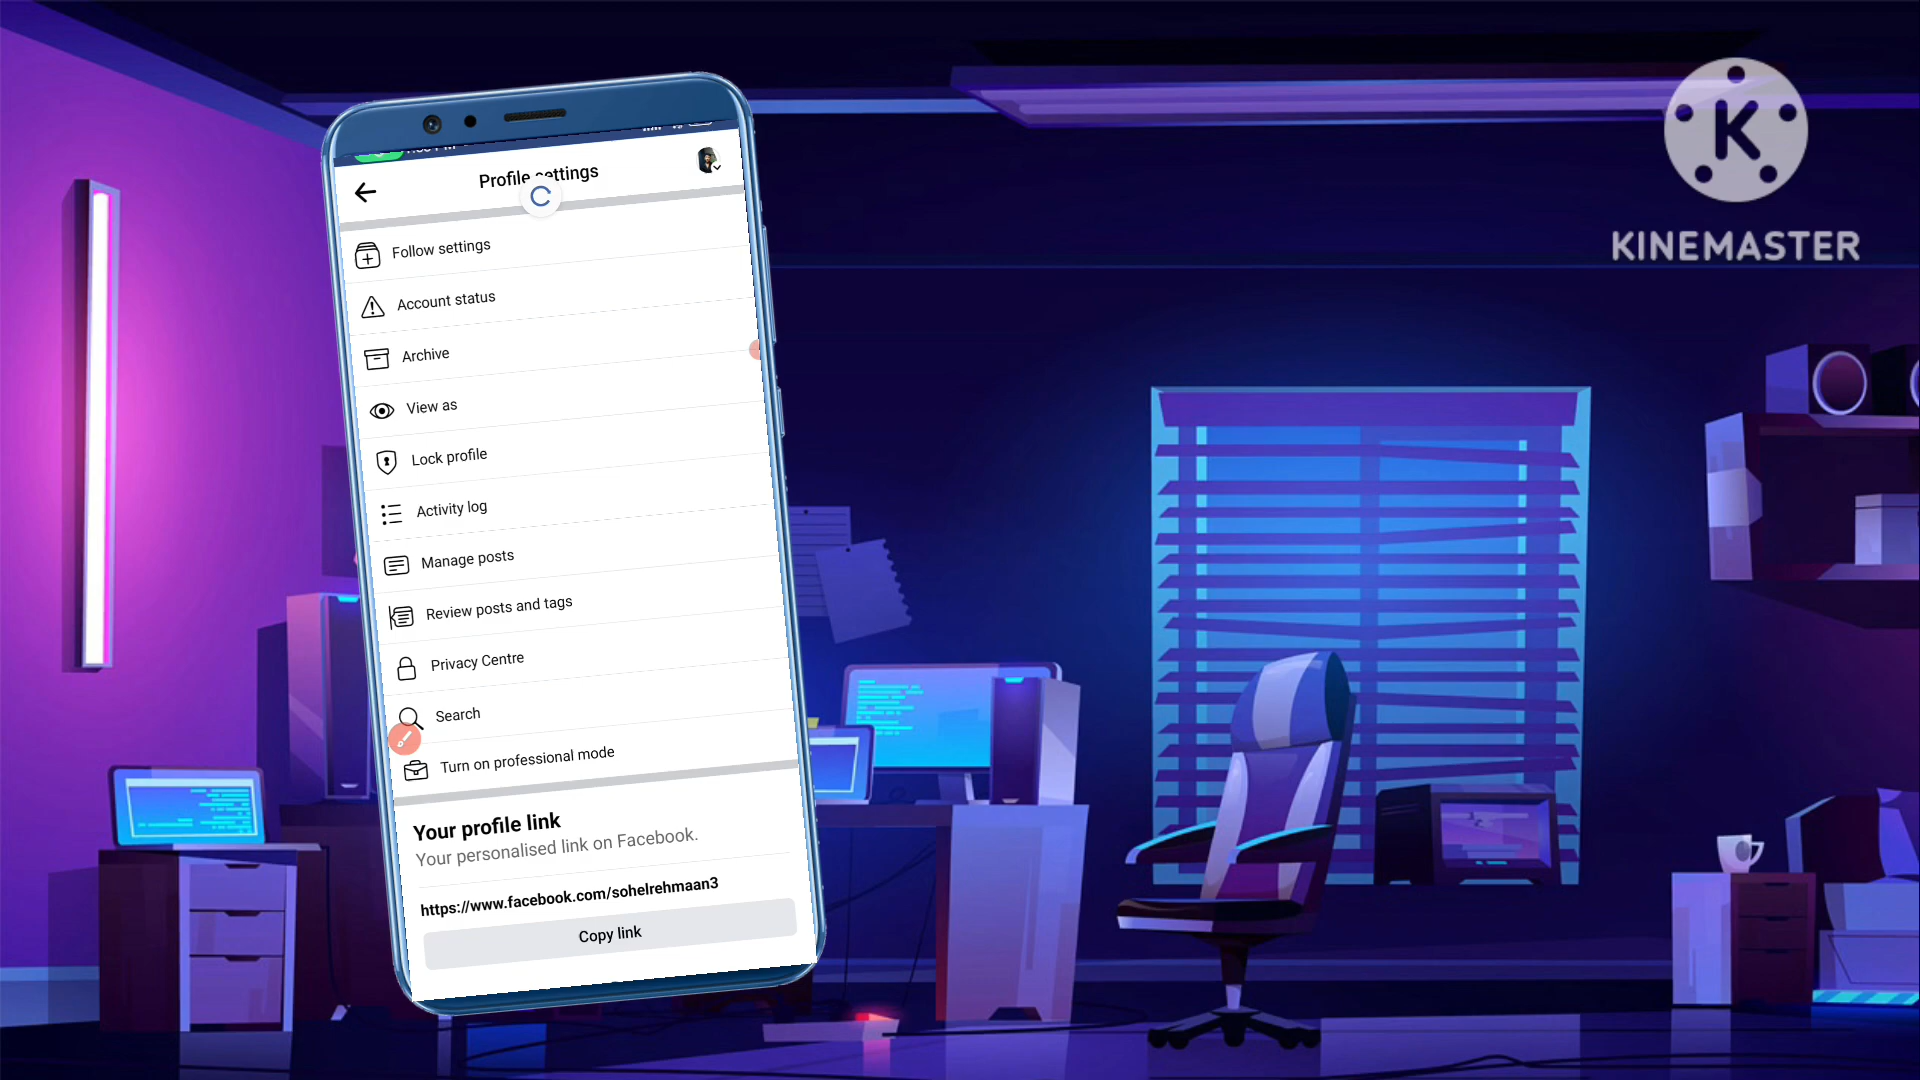 Profile settings
Follow settings
Account status
Archive
View as
Lock profile
Activity log
Manage posts
Review posts and tags
Privacy Centre
Search
Turn on professional mode
Your profile link
Your personalised link on Facebook.
https://www.facebook.com/sohelrehmaan3
Copy link
K
KINEMASTER